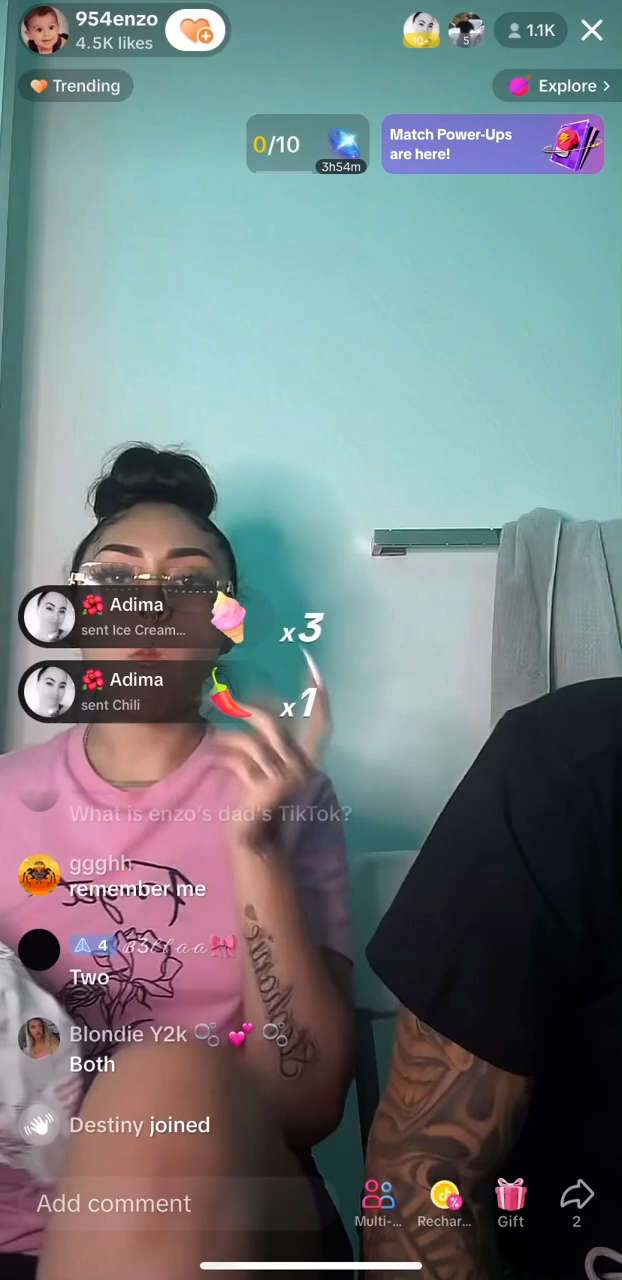 954enzo
4.5K likes
10+
5
1.1K
Trending
Explore >
0/10
3h54m
Match Power-Ups
are here!
Adima
sent Ice Cream...
x3
Adima
sent Chili
x1
What is enzo's dad's TikTok?
ggghh
remember me
4
Two
Blondie Y2k
Both
Destiny joined
Add comment
Multi-...
Rechar...
Gift
2